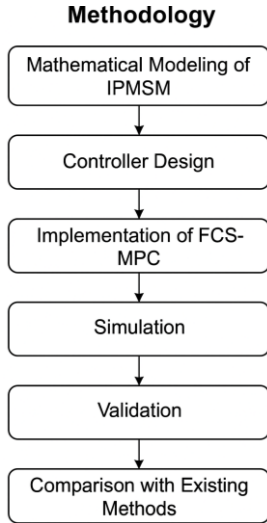 Methodology
Mathematical Modeling of
IPMSM
Controller Design
Implementation of FCS-
MPC
Simulation
Validation
Comparison with Existing
Methods